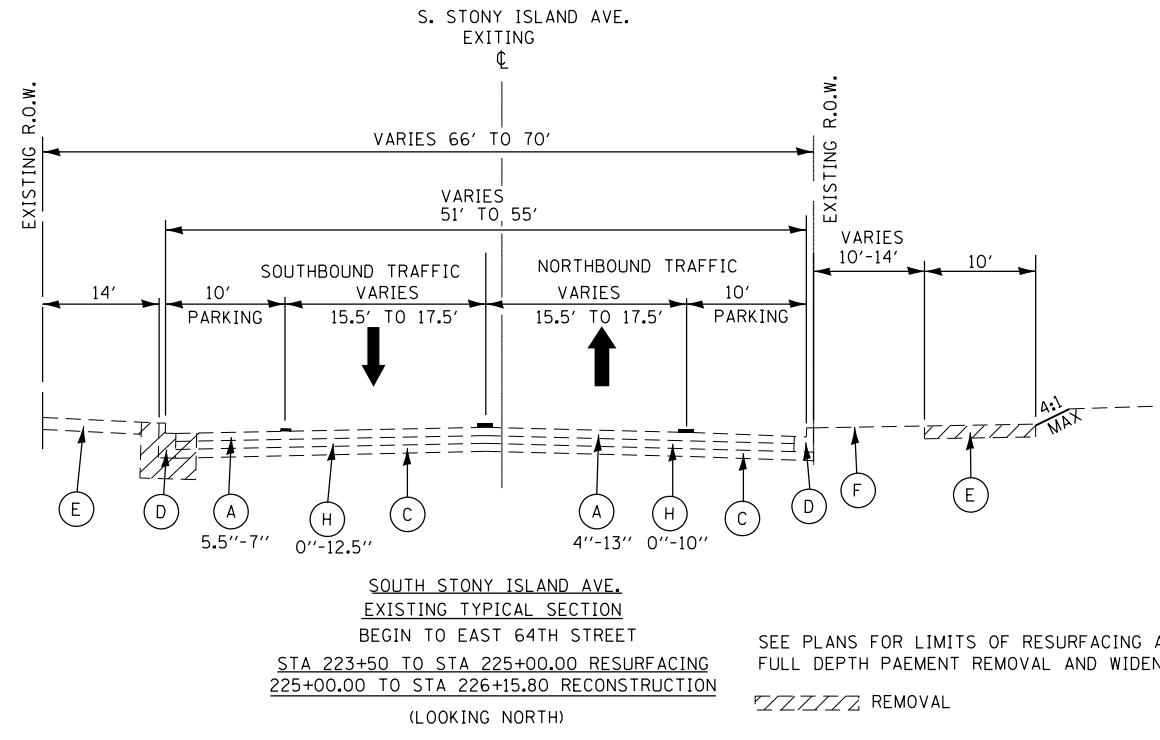 S. STONY ISLAND AVE.
EXITING
℄
EXISTING R.O.W.
EXISTING R.O.W.
VARIES 66' TO 70'
VARIES
51' TO 55'
VARIES
10'-14'
10'
SOUTHBOUND TRAFFIC
NORTHBOUND TRAFFIC
14'
10'
PARKING
VARIES
15.5' TO 17.5'
VARIES
15.5' TO 17.5'
10'
PARKING
4:1
MAX
E
D
A
H
C
A
H
C
D
F
E
5.5''-7''
0''-12.5''
4''-13''
0''-10''
SOUTH STONY ISLAND AVE.
EXISTING TYPICAL SECTION
BEGIN TO EAST 64TH STREET
STA 223+50 TO STA 225+00.00 RESURFACING
225+00.00 TO STA 226+15.80 RECONSTRUCTION
(LOOKING NORTH)
SEE PLANS FOR LIMITS OF RESURFACING A
FULL DEPTH PAEMENT REMOVAL AND WIDEN
REMOVAL